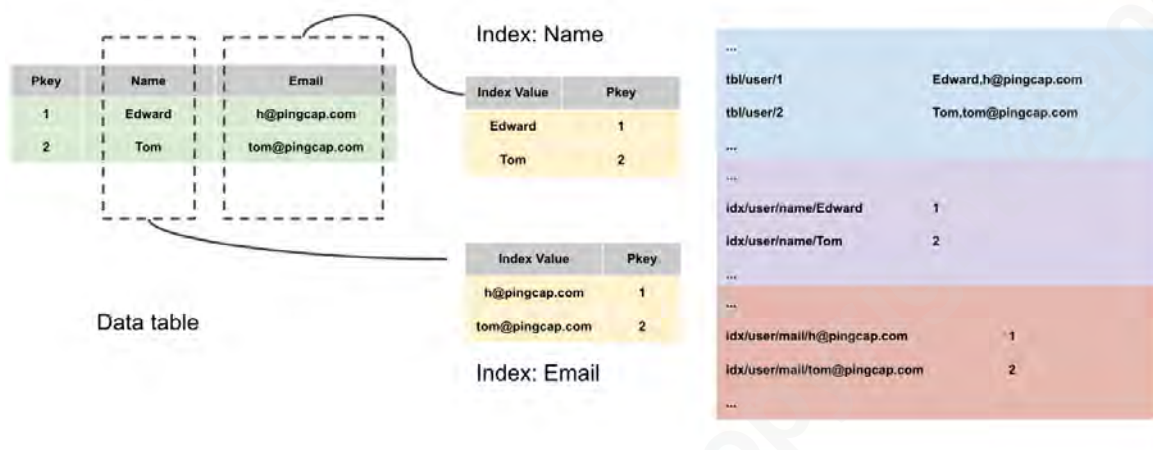 Pkey Name Email
1 Edward h@pingcap.com
2 Tom tom@pingcap.com
Data table
Index: Name
Index Value Pkey
Edward 1
Tom 2
Index Value Pkey
h@pingcap.com 1
tom@pingcap.com 2
Index: Email
...
tbl/user/1 Edward,h@pingcap.com
tbl/user/2 Tom,tom@pingcap.com
...
...
idx/user/name/Edward 1
idx/user/name/Tom 2
...
...
idx/user/mail/h@pingcap.com 1
idx/user/mail/tom@pingcap.com 2
...